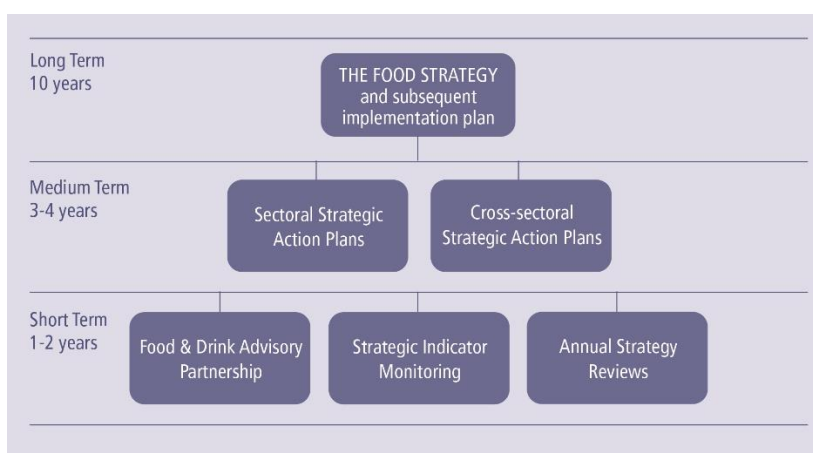 Long Term
10 years
THE FOOD STRATEGY
and subsequent
implementation plan
Medium Term
3-4 years
Sectoral Strategic
Action Plans
Cross-sectoral
Strategic Action Plans
Short Term
1-2 years
Food & Drink Advisory
Partnership
Strategic Indicator
Monitoring
Annual Strategy
Reviews